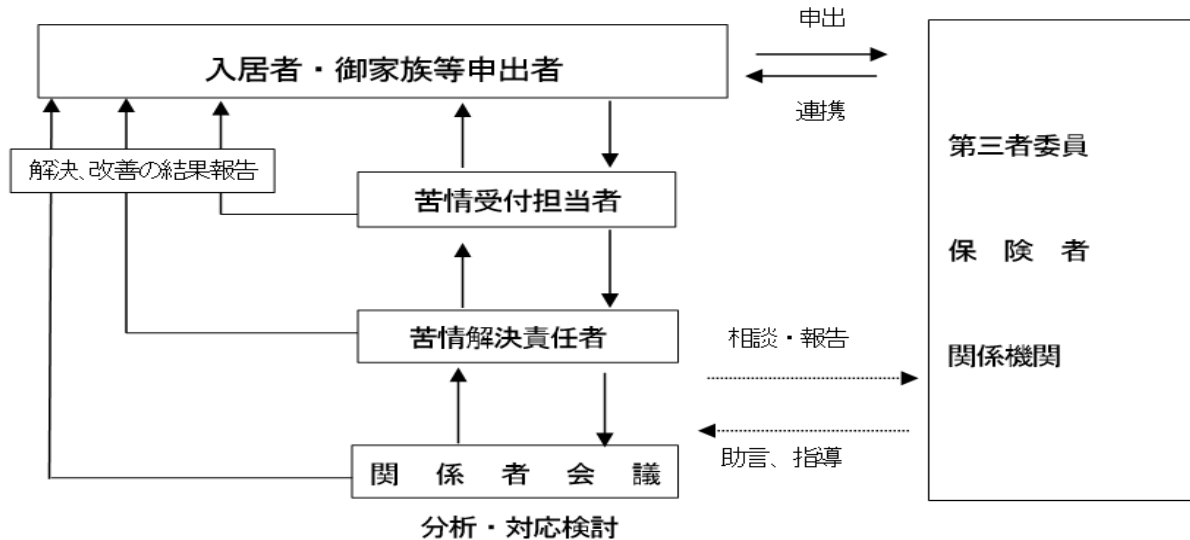 申出
入居者・御家族等申出者
連携
第三者委員
解決、改善の結果報告
苦情受付担当者
保　険　者
苦情解決責任者
相談・報告
関係機関
助言、指導
関　係　者　会　議
分析・対応検討